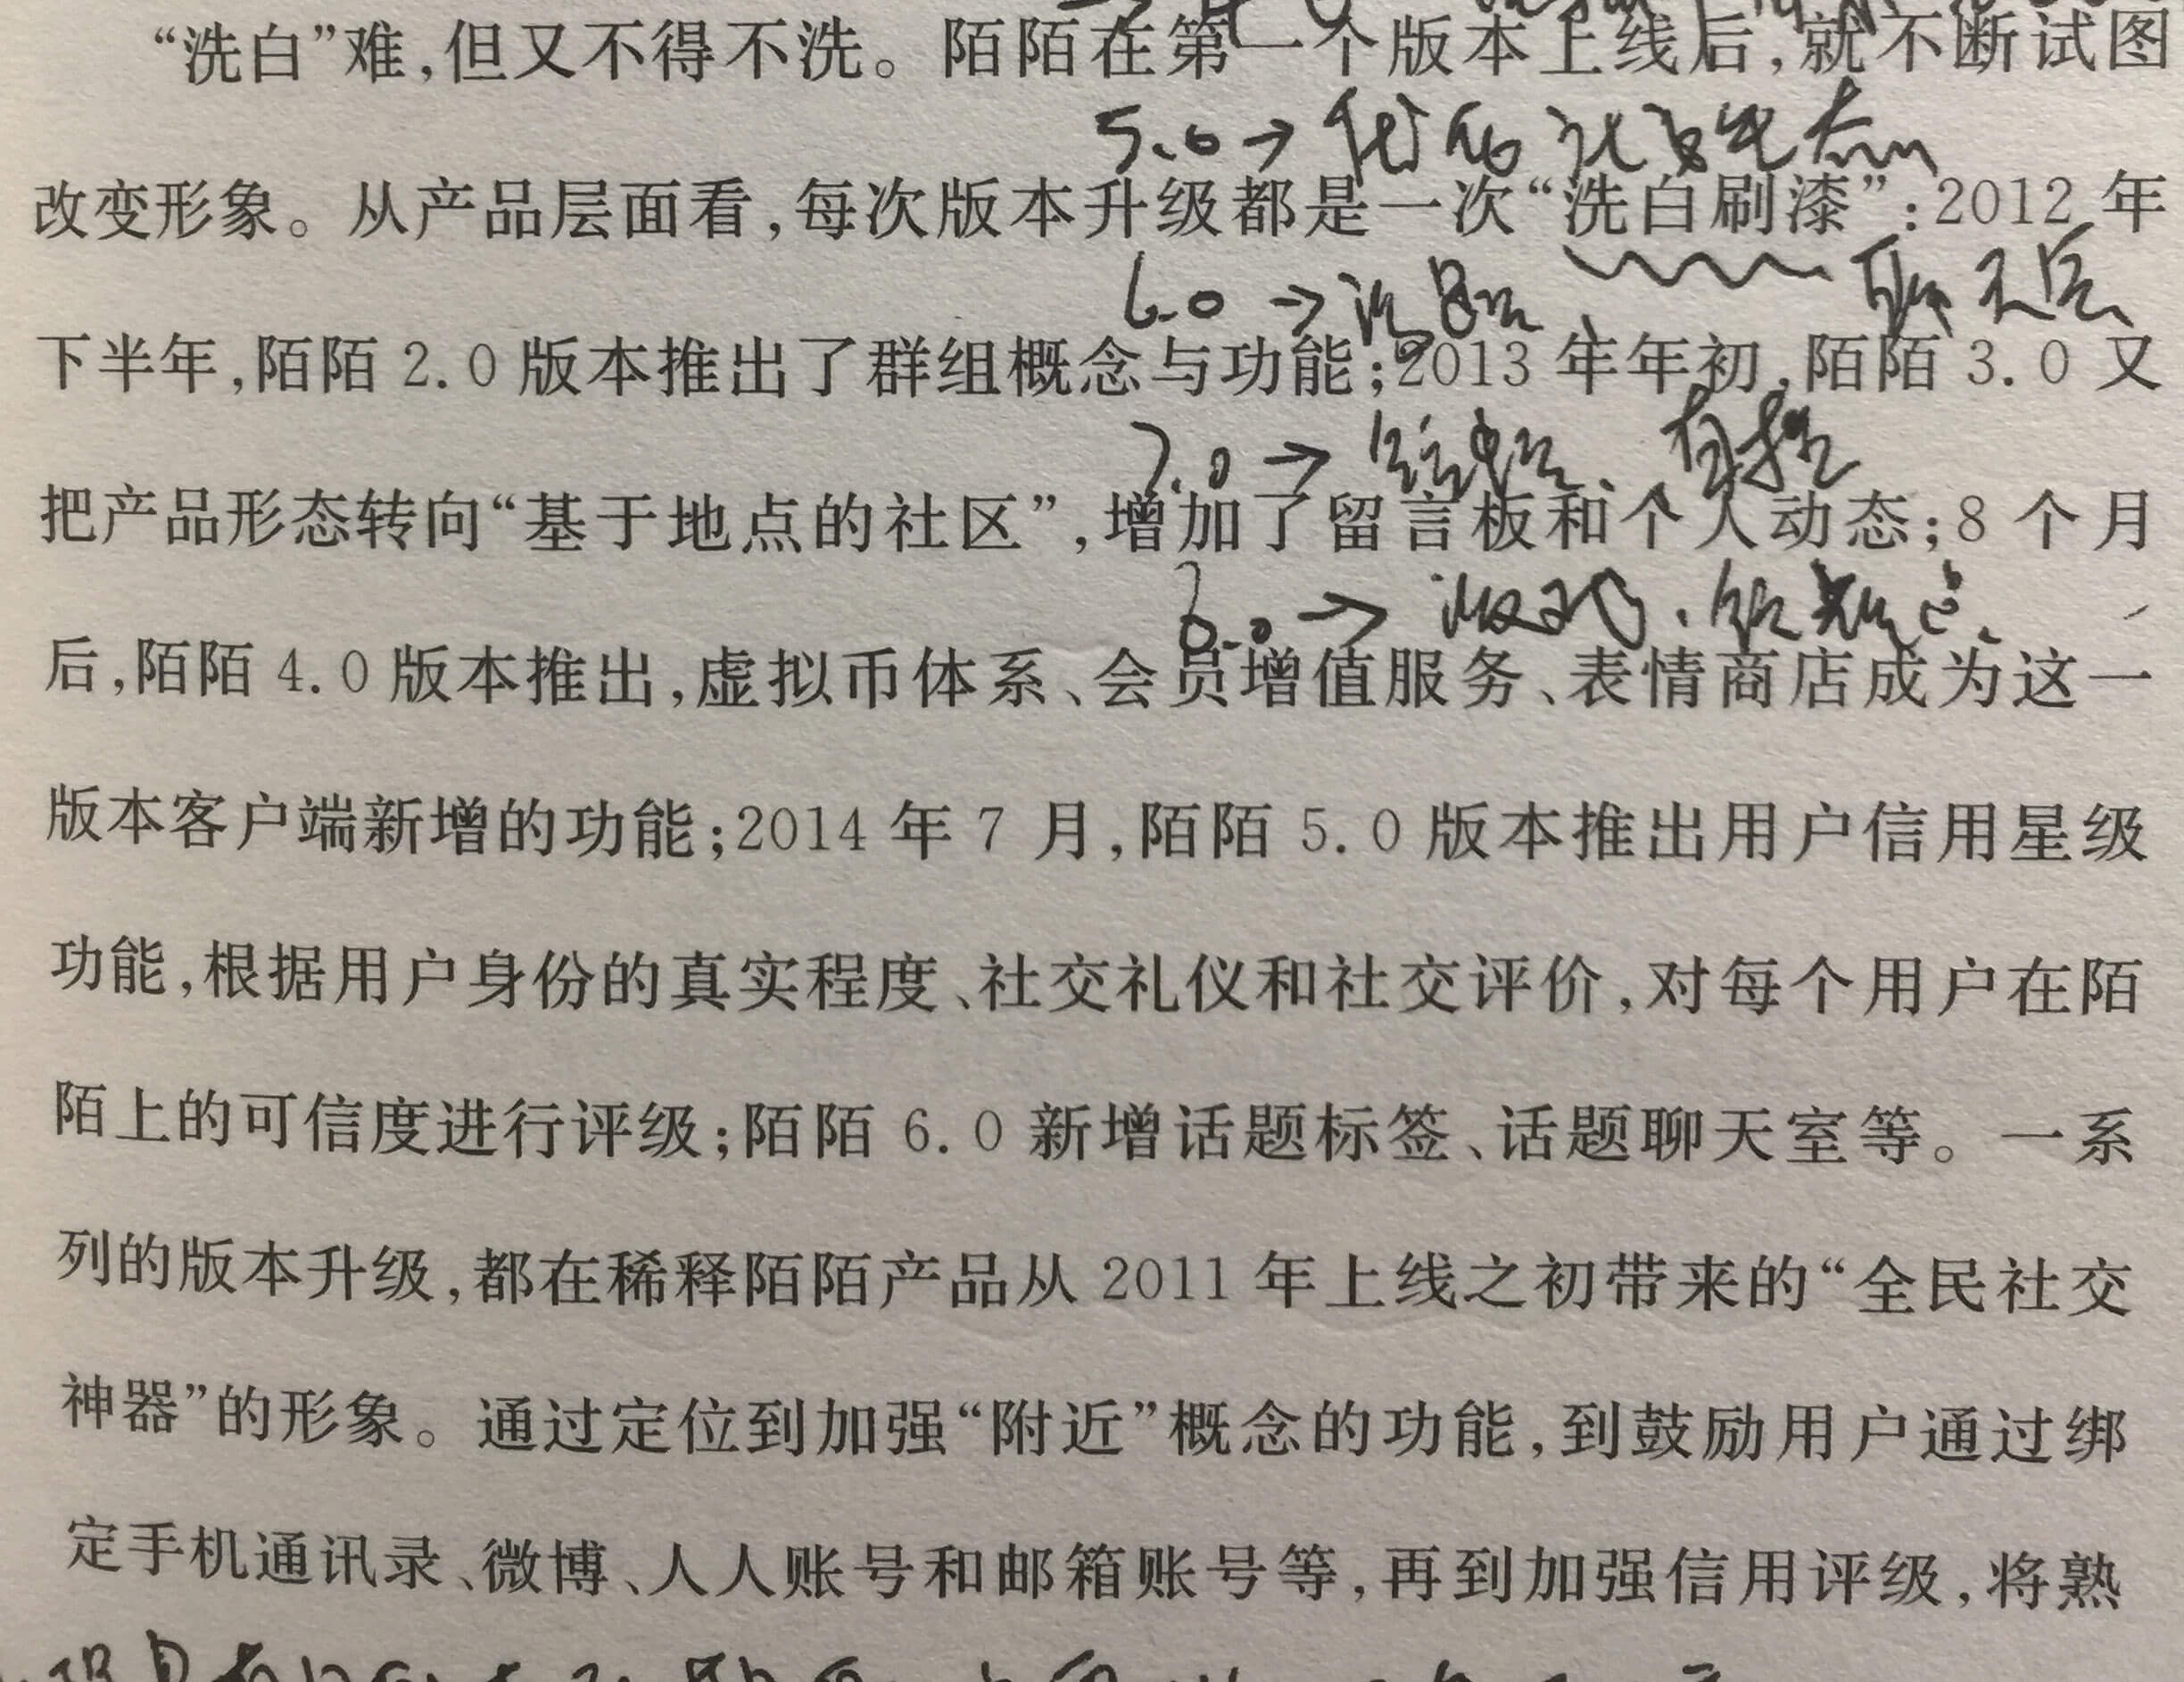 “洗白”难,但又不得不洗。陌陌在第一个版本上线后,就不断试图
5.0→
改变形象。从产品层面看,每次版本升级都是一次“洗白刷漆”:2012年
6.0→
下半年,陌陌2.0版本推出了群组概念与功能;2013年年初,陌陌3.0又
7.0→
把产品形态转向“基于地点的社区”,增加了留言板和个人动态;8个月
8.0→
后,陌陌4.0版本推出,虚拟币体系、会员增值服务、表情商店成为这一
版本客户端新增的功能;2014年7月,陌陌5.0版本推出用户信用星级
功能,根据用户身份的真实程度、社交礼仪和社交评价,对每个用户在陌
陌上的可信度进行评级;陌陌6.0新增话题标签、话题聊天室等。一系
列的版本升级,都在稀释陌陌产品从2011年上线之初带来的“全民社交
神器”的形象。通过定位到加强“附近”概念的功能,到鼓励用户通过绑
定手机通讯录、微博、人人账号和邮箱账号等,再到加强信用评级,将熟